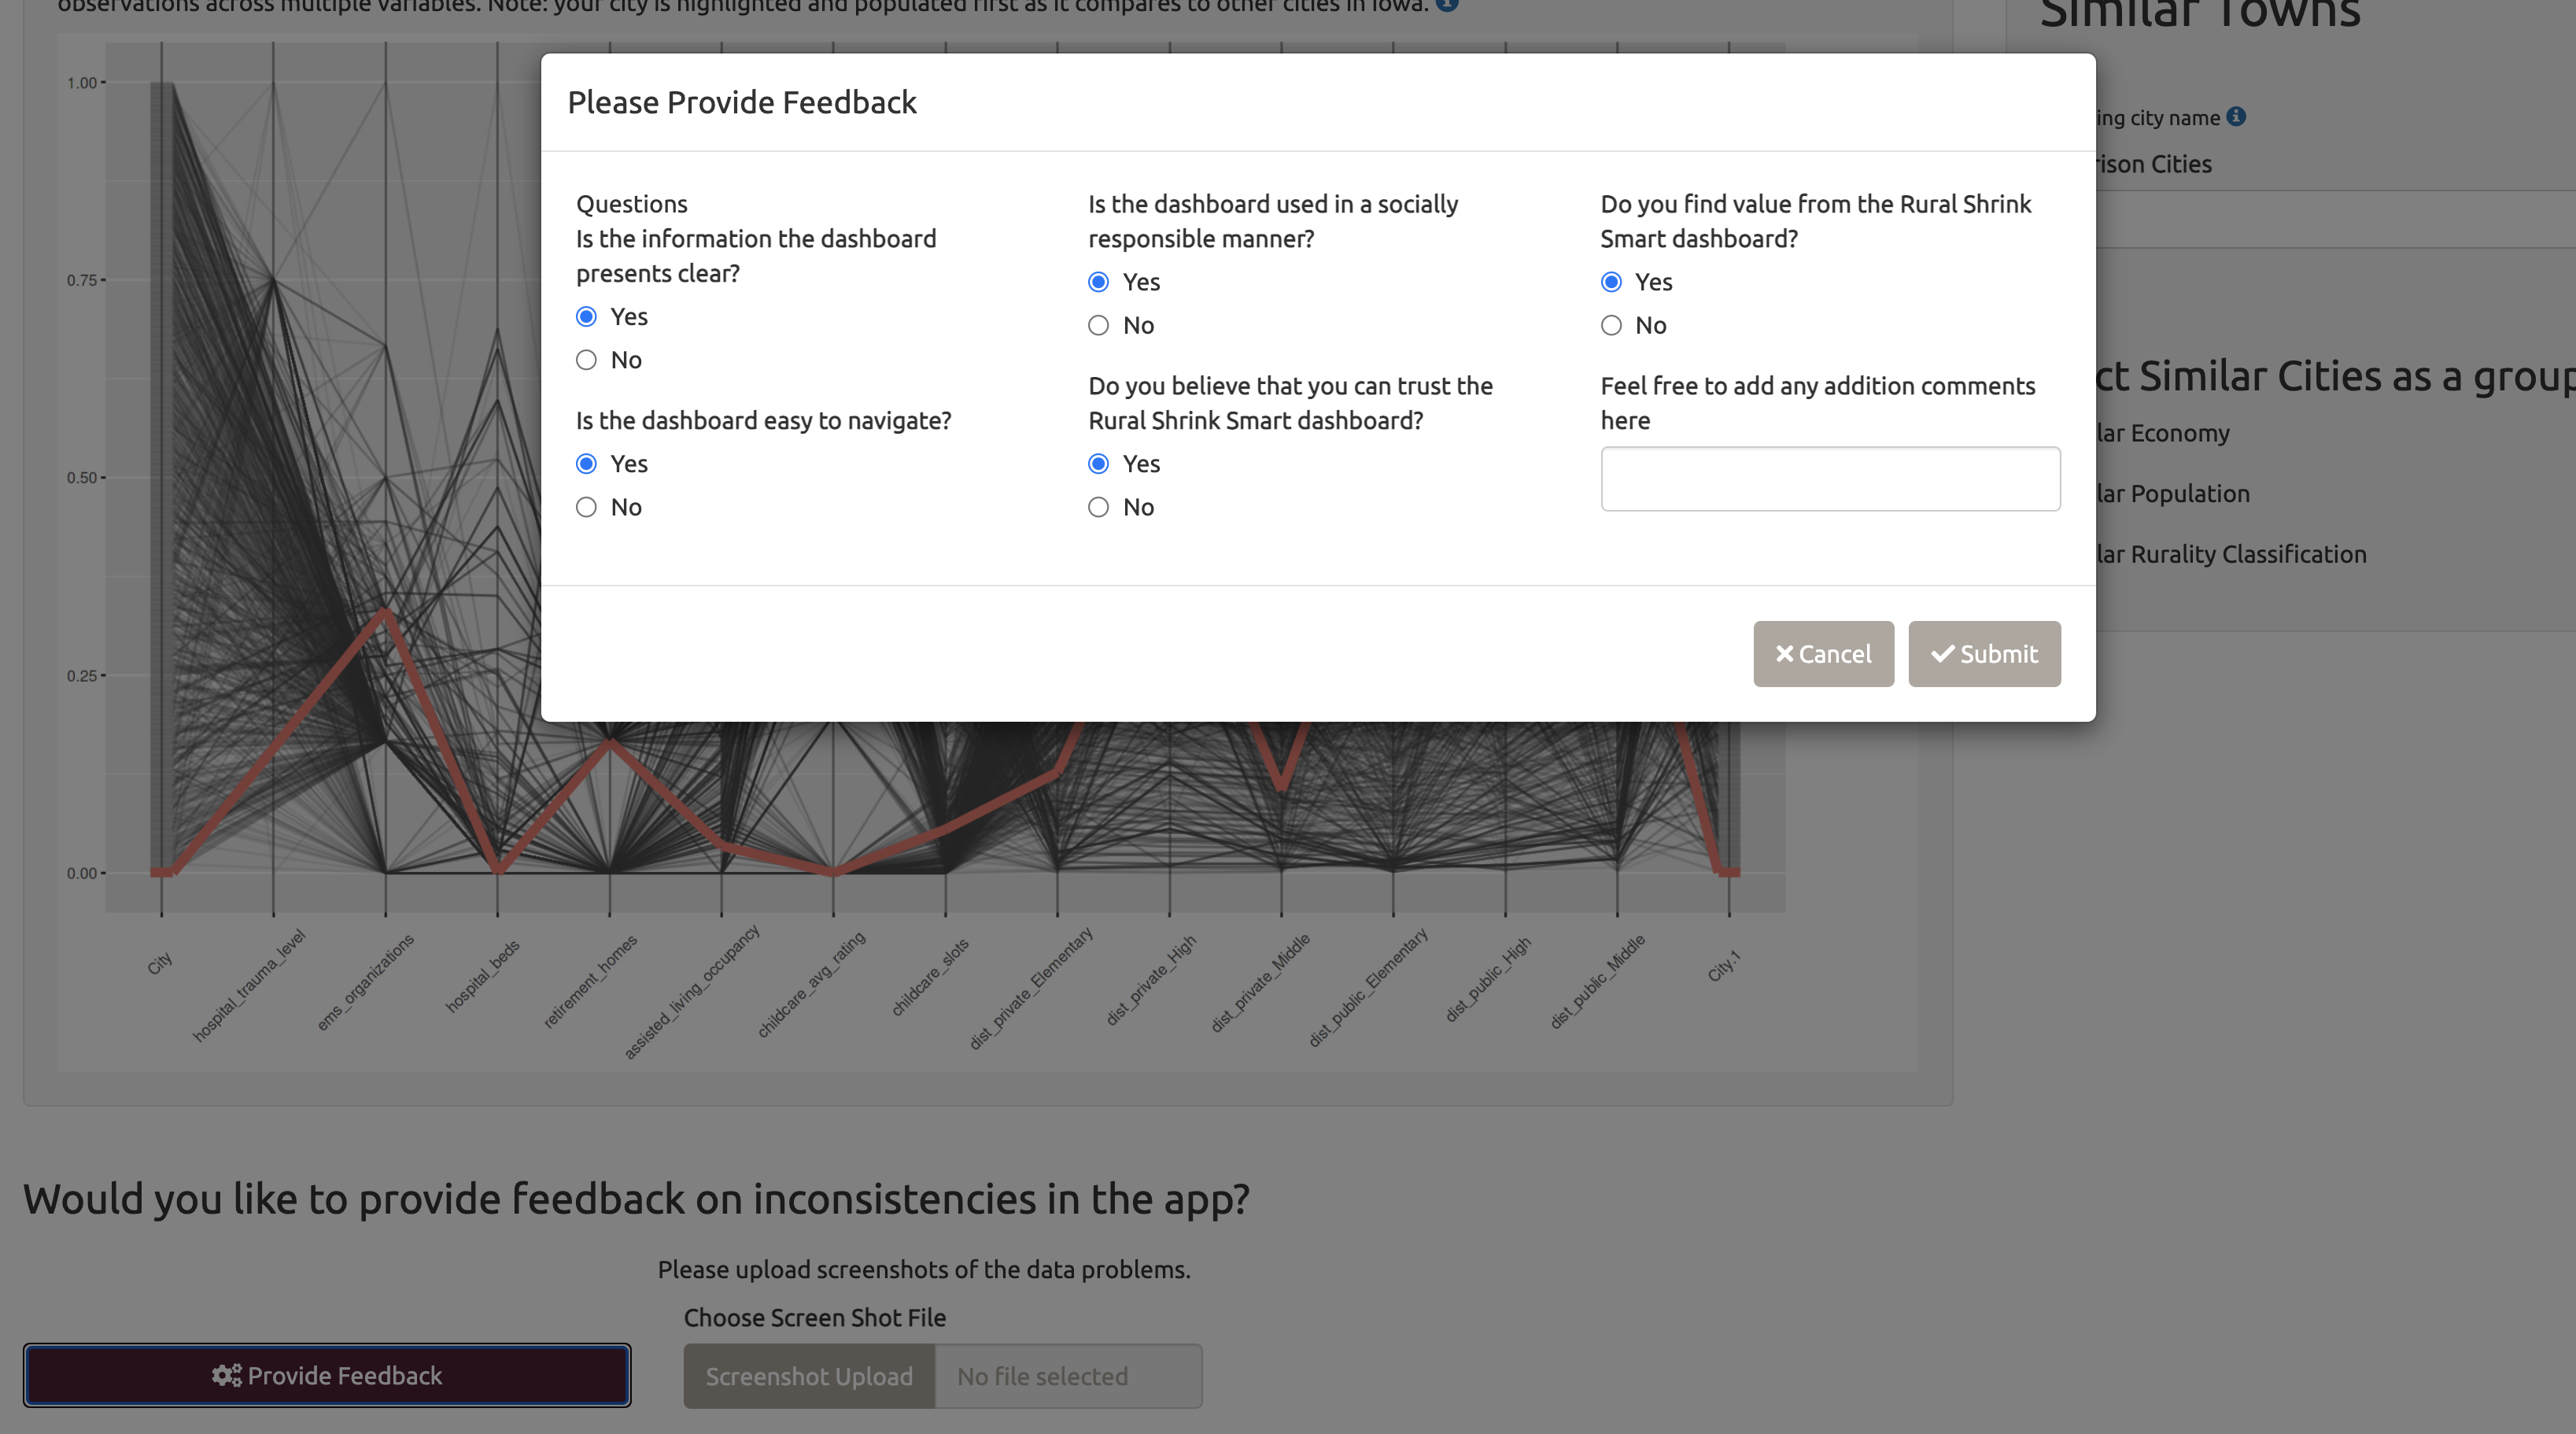 observations across multiple variables. Note: your city is highlighted and populated first as it compares to other cities in Iowa.
Similar Towns
Please Provide Feedback
ing city name
rison Cities
Questions
Is the information the dashboard
presents clear?
Yes
No
Is the dashboard easy to navigate?
Yes
No
Is the dashboard used in a socially
responsible manner?
Yes
No
Do you believe that you can trust the
Rural Shrink Smart dashboard?
Yes
No
Do you find value from the Rural Shrink
Smart dashboard?
Yes
No
Feel free to add any addition comments
here
Cancel
Submit
ct Similar Cities as a group
lar Economy
lar Population
lar Rurality Classification
1.00
0.75
0.50
0.25
0.00
City
hospital_trauma_level
ems_organizations
hospital_beds
retirement_homes
assisted_living_occupancy
childcare_avg_rating
childcare_slots
dist_private_Elementary
dist_private_High
dist_private_Middle
dist_public_Elementary
dist_public_High
dist_public_Middle
City.1
Would you like to provide feedback on inconsistencies in the app?
Please upload screenshots of the data problems.
Choose Screen Shot File
Provide Feedback
Screenshot Upload
No file selected